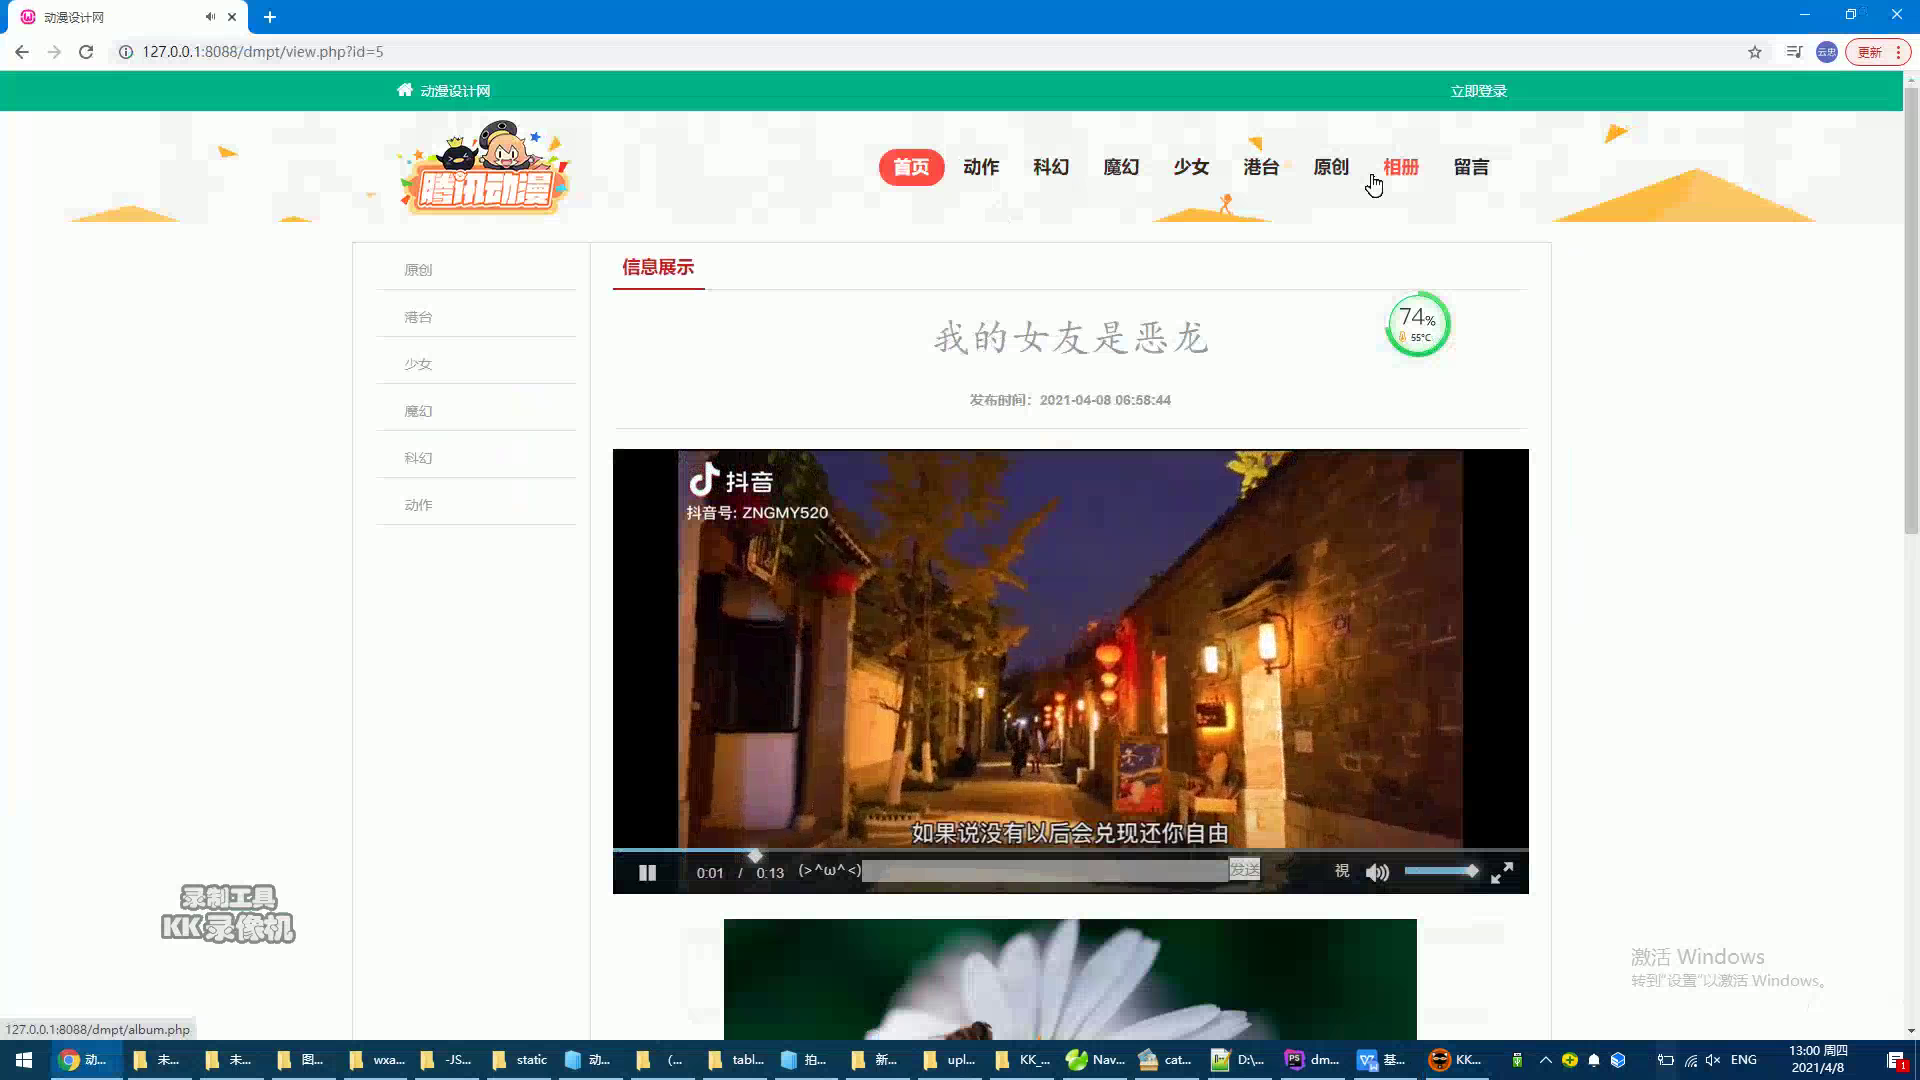 动漫设计网
127.0.0.1:8088/dmpt/view.php?id=5
云忠
更新
动漫设计网
立即登录
腾讯动漫
首页 动作 科幻 魔幻 少女 港台 原创 相册 留言
原创
港台
少女
魔幻
科幻
动作
信息展示
我的女友是恶龙
74%
55°C
发布时间：2021-04-08 06:58:44
抖音
抖音号: ZNGMY520
如果说没有以后会兑现还你自由
0:01 / 0:13 (>^ω^<) 发送 視
录制工具
KK录像机
激活 Windows
转到"设置"以激活 Windows。
127.0.0.1:8088/dmpt/album.php
动... 未... 未... 图... wxa... -JS... static 动... (... tabl... 拍... 新... upl... KK_... Nav... cat... D:\... dm... 基... KK... ENG
13:00 周四
2021/4/8
1